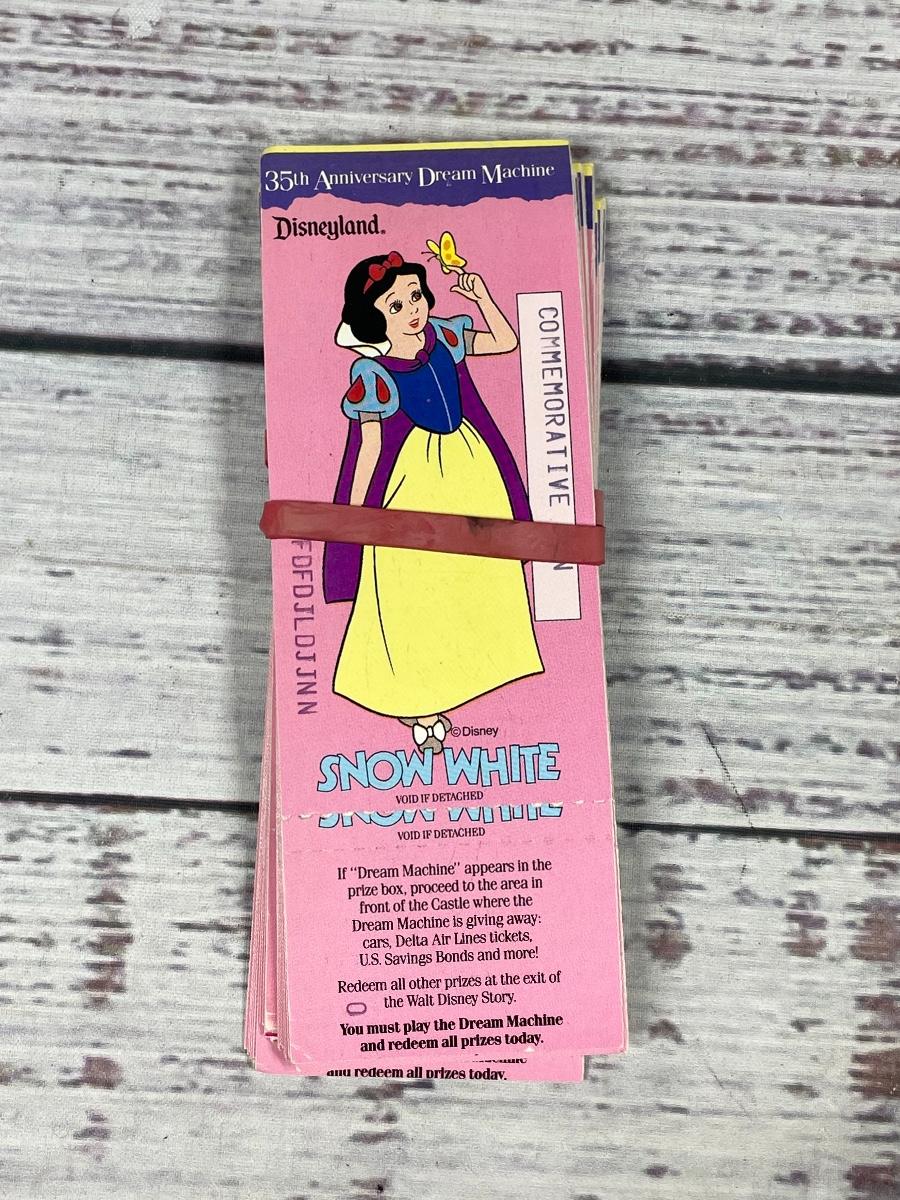 35th Anniversary Dream Machine
Disneyland®
COMMEMORATIVE
FDFDJLDJJNN
© Disney
SNOW WHITE
VOID IF DETACHED
SNOW WHITE
VOID IF DETACHED
If "Dream Machine" appears in the
prize box, proceed to the area in
front of the Castle where the
Dream Machine is giving away:
cars, Delta Air Lines tickets,
U.S. Savings Bonds and more!
Redeem all other prizes at the exit of
the Walt Disney Story.
0
You must play the Dream Machine
and redeem all prizes today.
and redeem all prizes today.